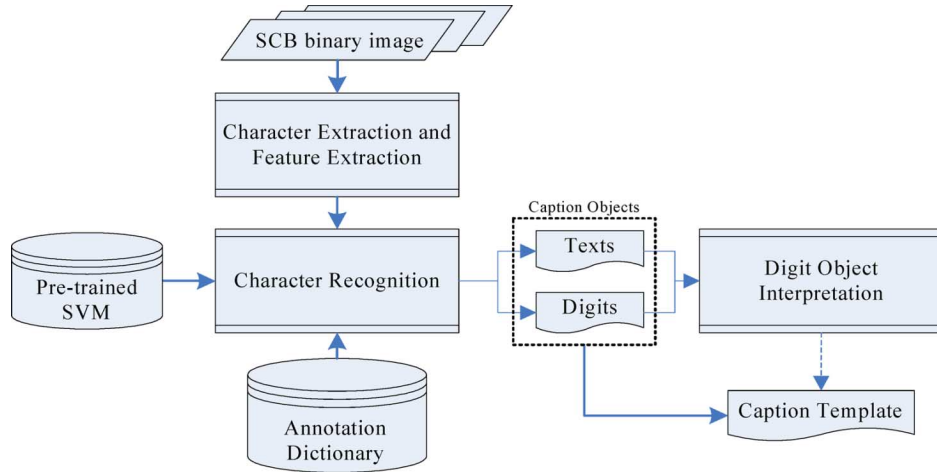 SCB binary image
Character Extraction and
Feature Extraction
Caption Objects
Pre-trained
SVM
Character Recognition
Texts
Digits
Digit Object
Interpretation
Annotation
Dictionary
Caption Template